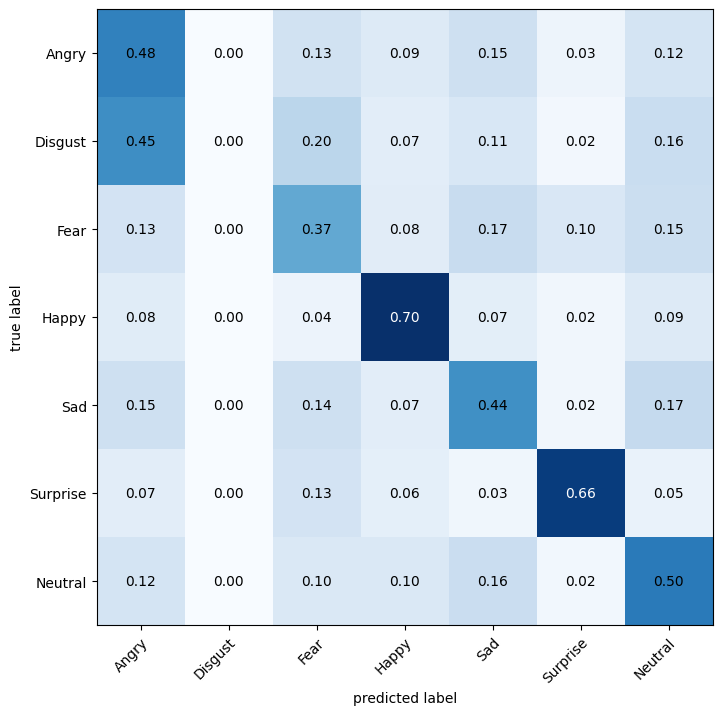 Angry 0.48 0.00 0.13 0.09 0.15 0.03 0.12
Disgust 0.45 0.00 0.20 0.07 0.11 0.02 0.16
Fear 0.13 0.00 0.37 0.08 0.17 0.10 0.15
Happy 0.08 0.00 0.04 0.70 0.07 0.02 0.09
Sad 0.15 0.00 0.14 0.07 0.44 0.02 0.17
Surprise 0.07 0.00 0.13 0.06 0.03 0.66 0.05
Neutral 0.12 0.00 0.10 0.10 0.16 0.02 0.50
true label
Angry Disgust Fear Happy Sad Surprise Neutral
predicted label